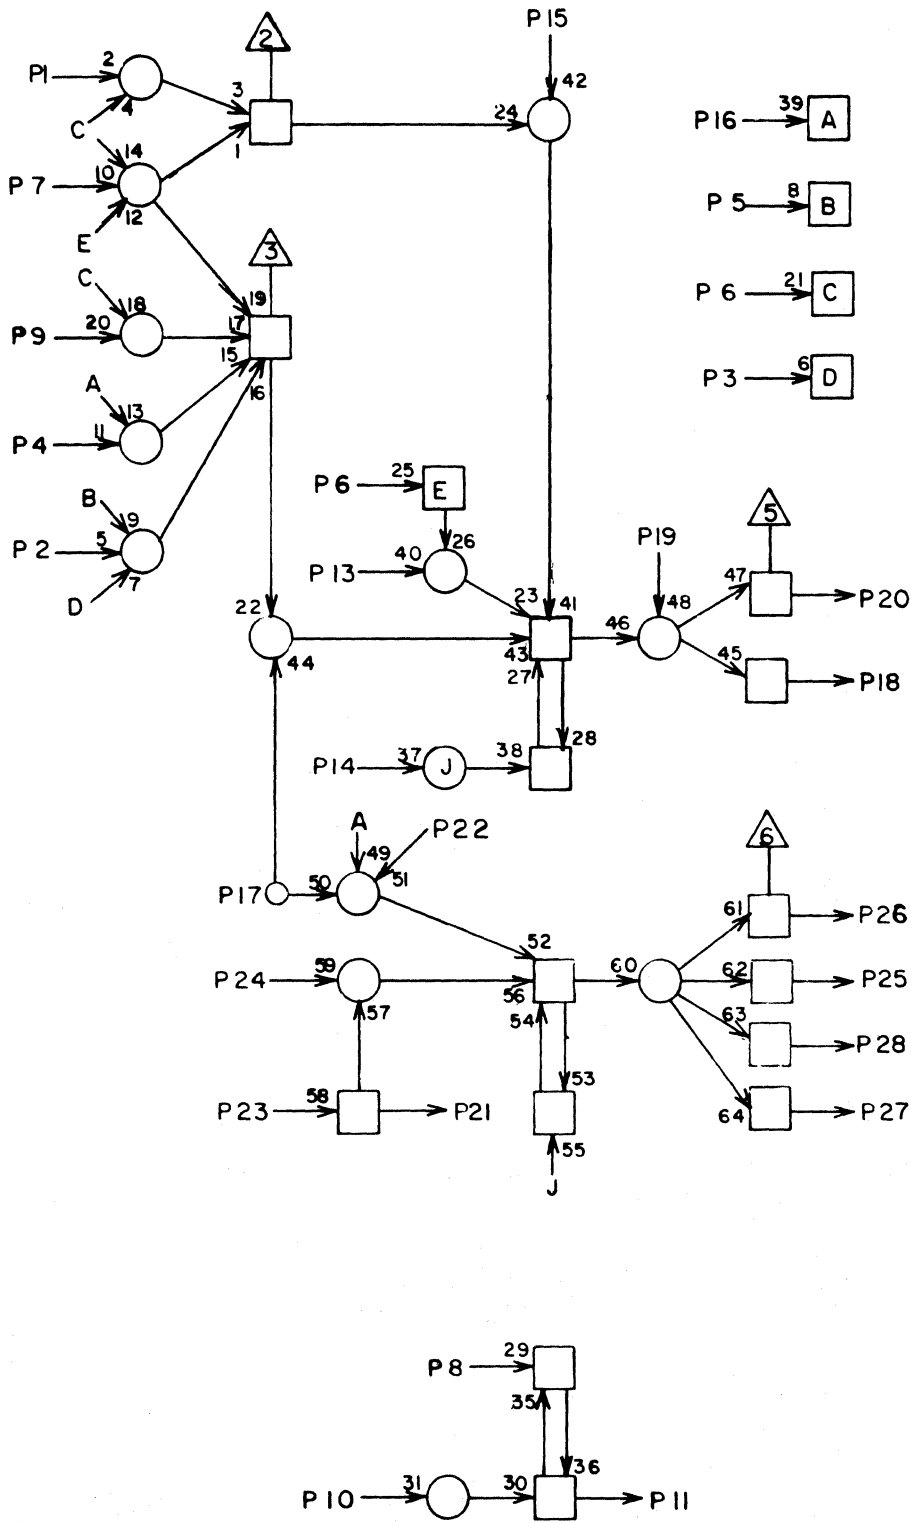 P15
2
P1 2 4 3 24 42
C 1 P16 39 A
14
P7 10 12
P5 8 B
E 3
C 18 19 P6 21 C
P9 20 17
15
A 13 16 P3 6 D
P4 11
B 9 P6 25 E 5
P2 5 26 P19
D 7 P13 40 47 P20
22 23 41 46 48
44 43 45 P18
27
P14 37 J 38 28
A P22 6
49
P17 50 51 61 P26
52
P24 59 56 60 62 P25
57 54 63 P28
53
P23 58 P21 64 P27
55
J
P8 29
35
36
P10 31 30 P11